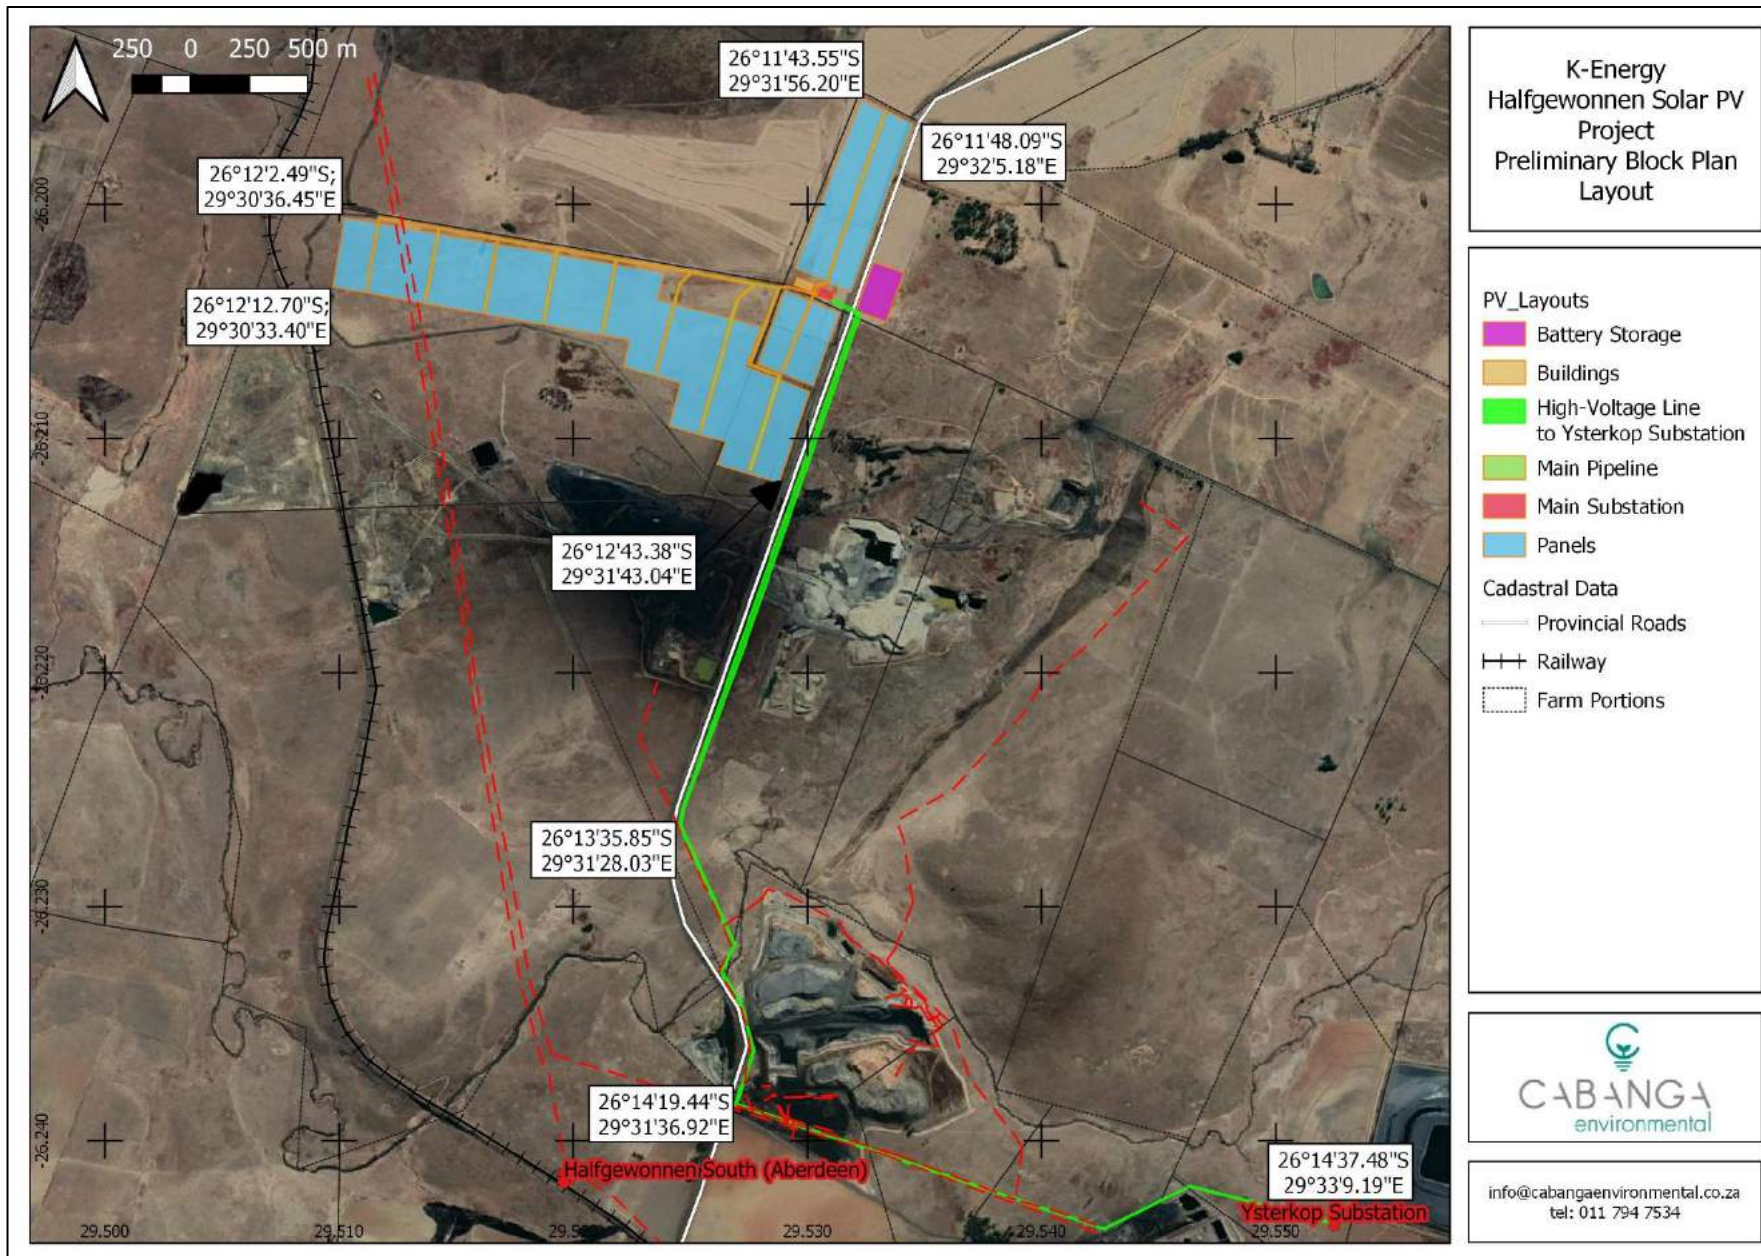 250 0 250 500 m
26°11'43.55"S
29°31'56.20"E
26°11'48.09"S
29°32'5.18"E
26°12'2.49"S;
29°30'36.45"E
26°12'12.70"S;
29°30'33.40"E
26°12'43.38"S
29°31'43.04"E
26°13'35.85"S
29°31'28.03"E
26°14'19.44"S
29°31'36.92"E
26°14'37.48"S
29°33'9.19"E
Halfgewonnen South (Aberdeen)
Ysterkop Substation
-26.200
-26.210
-26.220
-26.230
-26.240
29.500 29.510 29.520 29.530 29.540 29.550
K-Energy
Halfgewonnen Solar PV
Project
Preliminary Block Plan
Layout
PV_Layouts
Battery Storage
Buildings
High-Voltage Line
to Ysterkop Substation
Main Pipeline
Main Substation
Panels
Cadastral Data
Provincial Roads
Railway
Farm Portions
CABANGA
environmental
info@cabangaenvironmental.co.za
tel: 011 794 7534